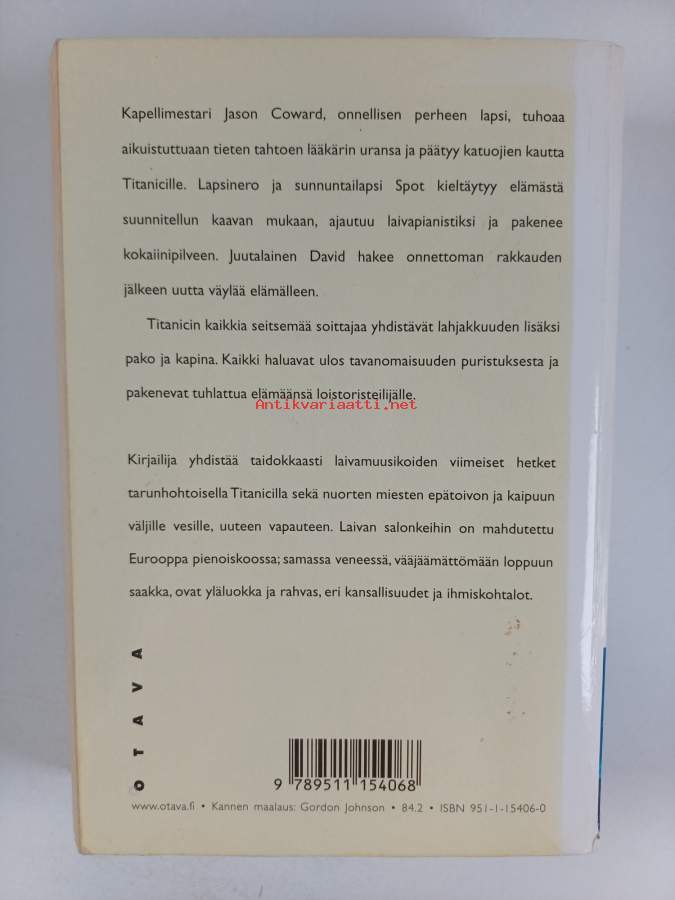 Kapellimestari Jason Coward, onnellisen perheen lapsi, tuhoaa
aikuistuttuaan tieten tahtoen lääkärin uransa ja päätyy katuojien kautta
Titanicille. Lapsinero ja sunnuntailapsi Spot kieltäytyy elämästä
suunnitellun kaavan mukaan, ajautuu laivapianistiksi ja pakenee
kokaiinipilveen. Juutalainen David hakee onnettoman rakkauden
jälkeen uutta väylää elämälleen.
Titanicin kaikkia seitsemää soittajaa yhdistävät lahjakkuuden lisäksi
pako ja kapina. Kaikki haluavat ulos tavanomaisuuden puristuksesta ja
pakenevat tuhlattua elämäänsä loistoristeilijälle.
Antikvariaatti.net
Kirjailija yhdistää taidokkaasti laivamuusikoiden viimeiset hetket
tarunhohtoisella Titanicilla sekä nuorten miesten epätoivon ja kaipuun
väljille vesille, uuteen vapauteen. Laivan salonkeihin on mahdutettu
Eurooppa pienoiskoossa; samassa veneessä, vääjäämättömään loppuun
saakka, ovat yläluokka ja rahvas, eri kansallisuudet ja ihmiskohtalot.
OTAVA
9 789511 154068
www.otava.fi • Kannen maalaus: Gordon Johnson • 84.2 • ISBN 951-1-15406-0